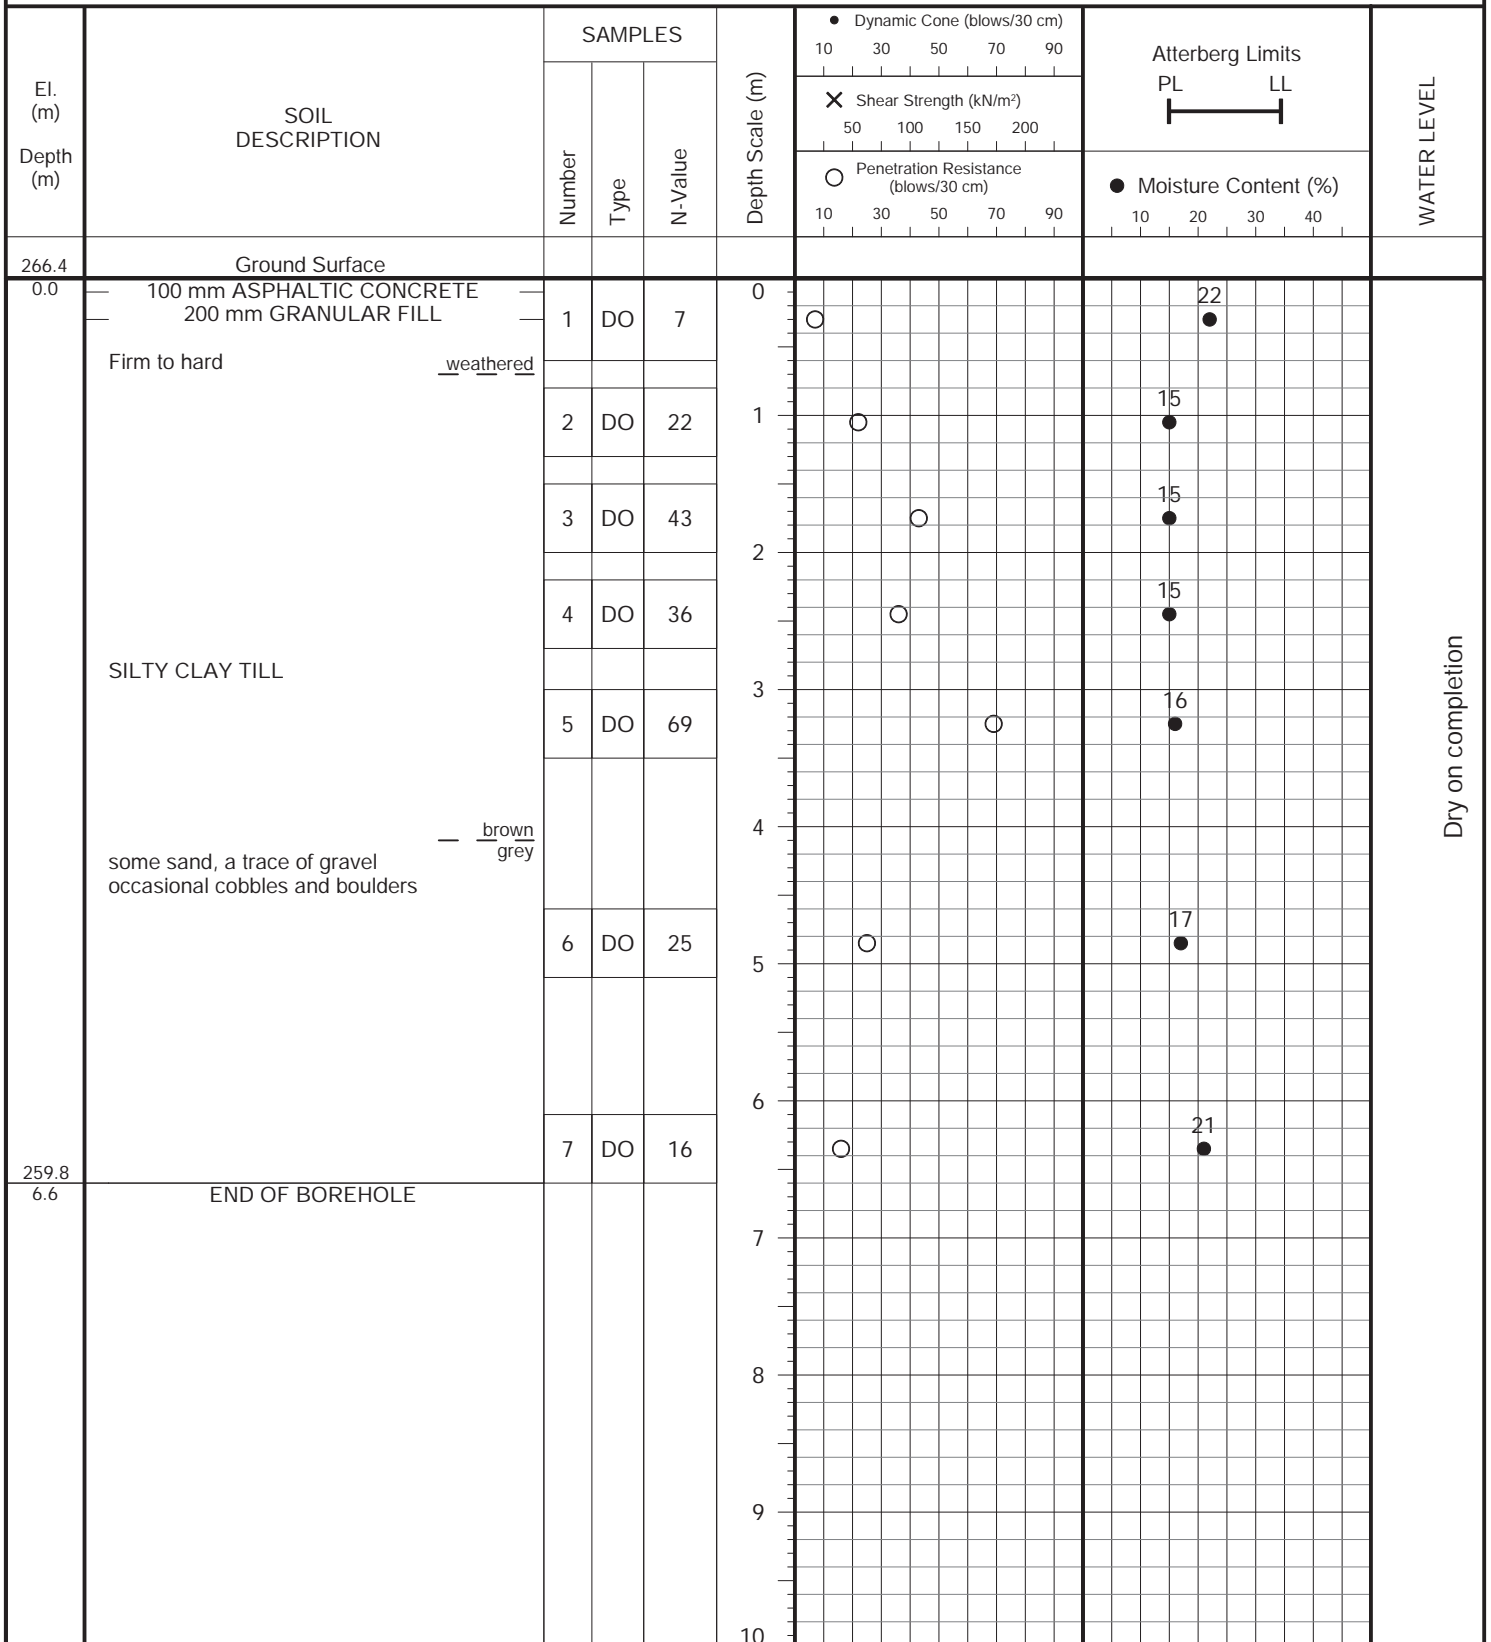 El.
(m)
Depth
(m)
SOIL
DESCRIPTION
SAMPLES
Number
Type
N-Value
Depth Scale (m)
Dynamic Cone (blows/30 cm)
10 30 50 70 90
Shear Strength (kN/m²)
50 100 150 200
Penetration Resistance
(blows/30 cm)
10 30 50 70 90
Atterberg Limits
PL LL
Moisture Content (%)
10 20 30 40
WATER LEVEL
266.4 Ground Surface
0.0 100 mm ASPHALTIC CONCRETE 0 22
200 mm GRANULAR FILL 1 DO 7
Firm to hard weathered
15
2 DO 22 1
15
3 DO 43
2
15
4 DO 36
SILTY CLAY TILL
3
16
5 DO 69
Dry on completion
4
brown
grey
some sand, a trace of gravel
occasional cobbles and boulders
17
6 DO 25
5
6
21
7 DO 16
259.8
6.6 END OF BOREHOLE
7
8
9
10